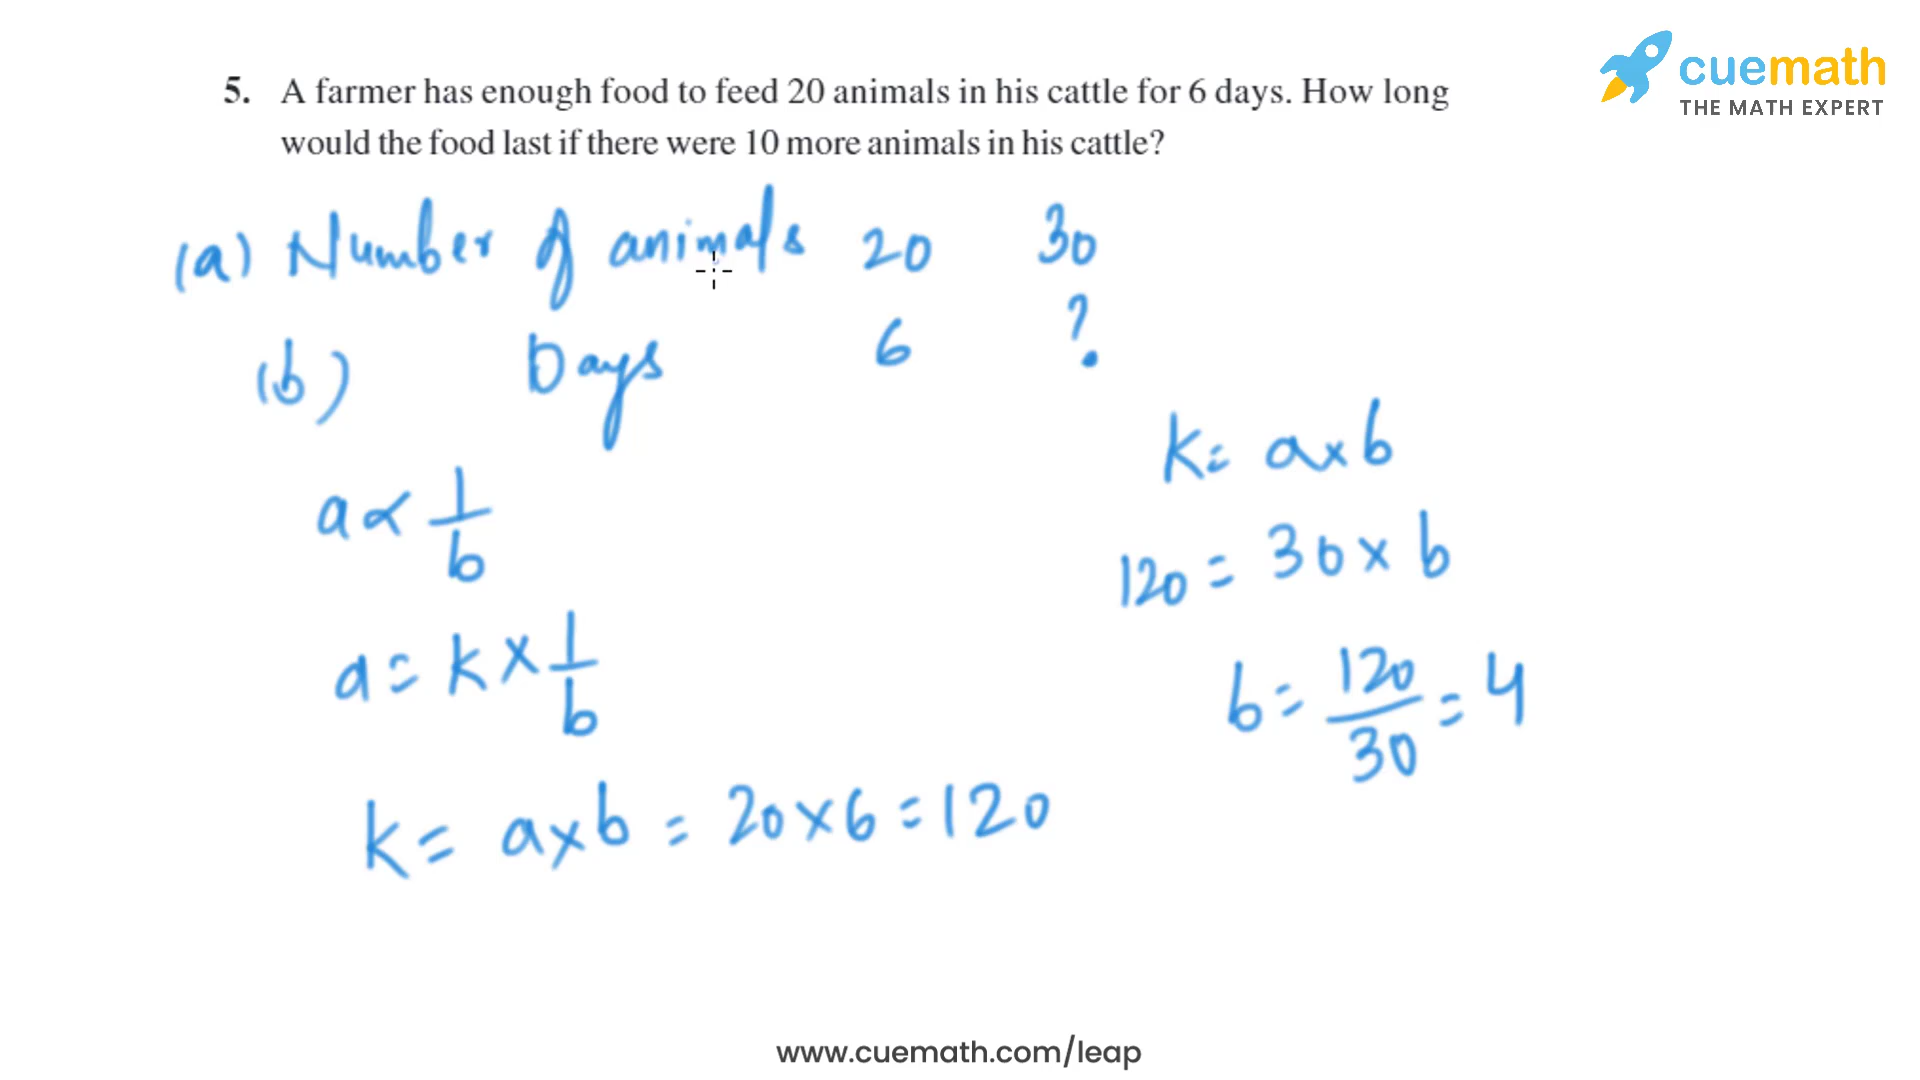 5. A farmer has enough food to feed 20 animals in his cattle for 6 days. How long
would the food last if there were 10 more animals in his cattle?
cuemath
THE MATH EXPERT
(a) Number of animals 20 30
(b) Days 6 ?
a ∝ 1/b
a = k × 1/b
k = a × b = 20 × 6 = 120
k = a × b
120 = 30 × b
b = 120/30 = 4
www.cuemath.com/leap